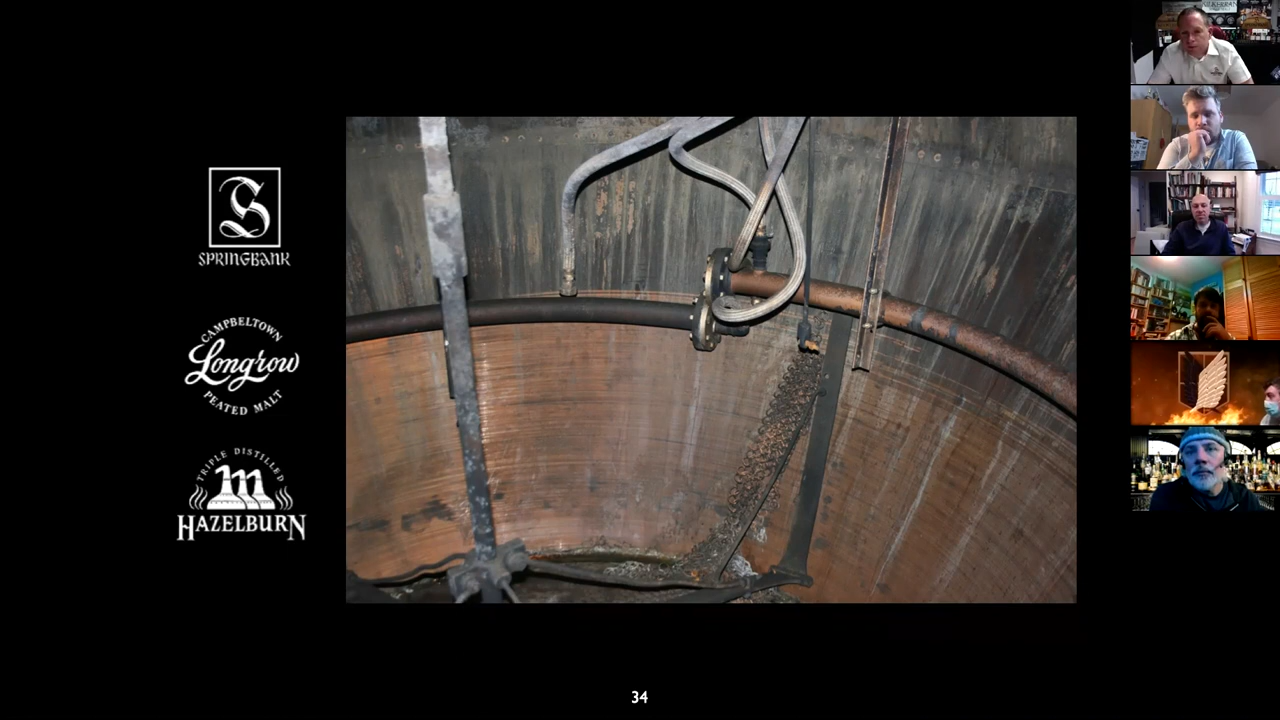 S
SPRINGBANK
CAMPBELTOWN
Longrow
PEATED MALT
TRIPLE DISTILLED
HAZELBURN
34